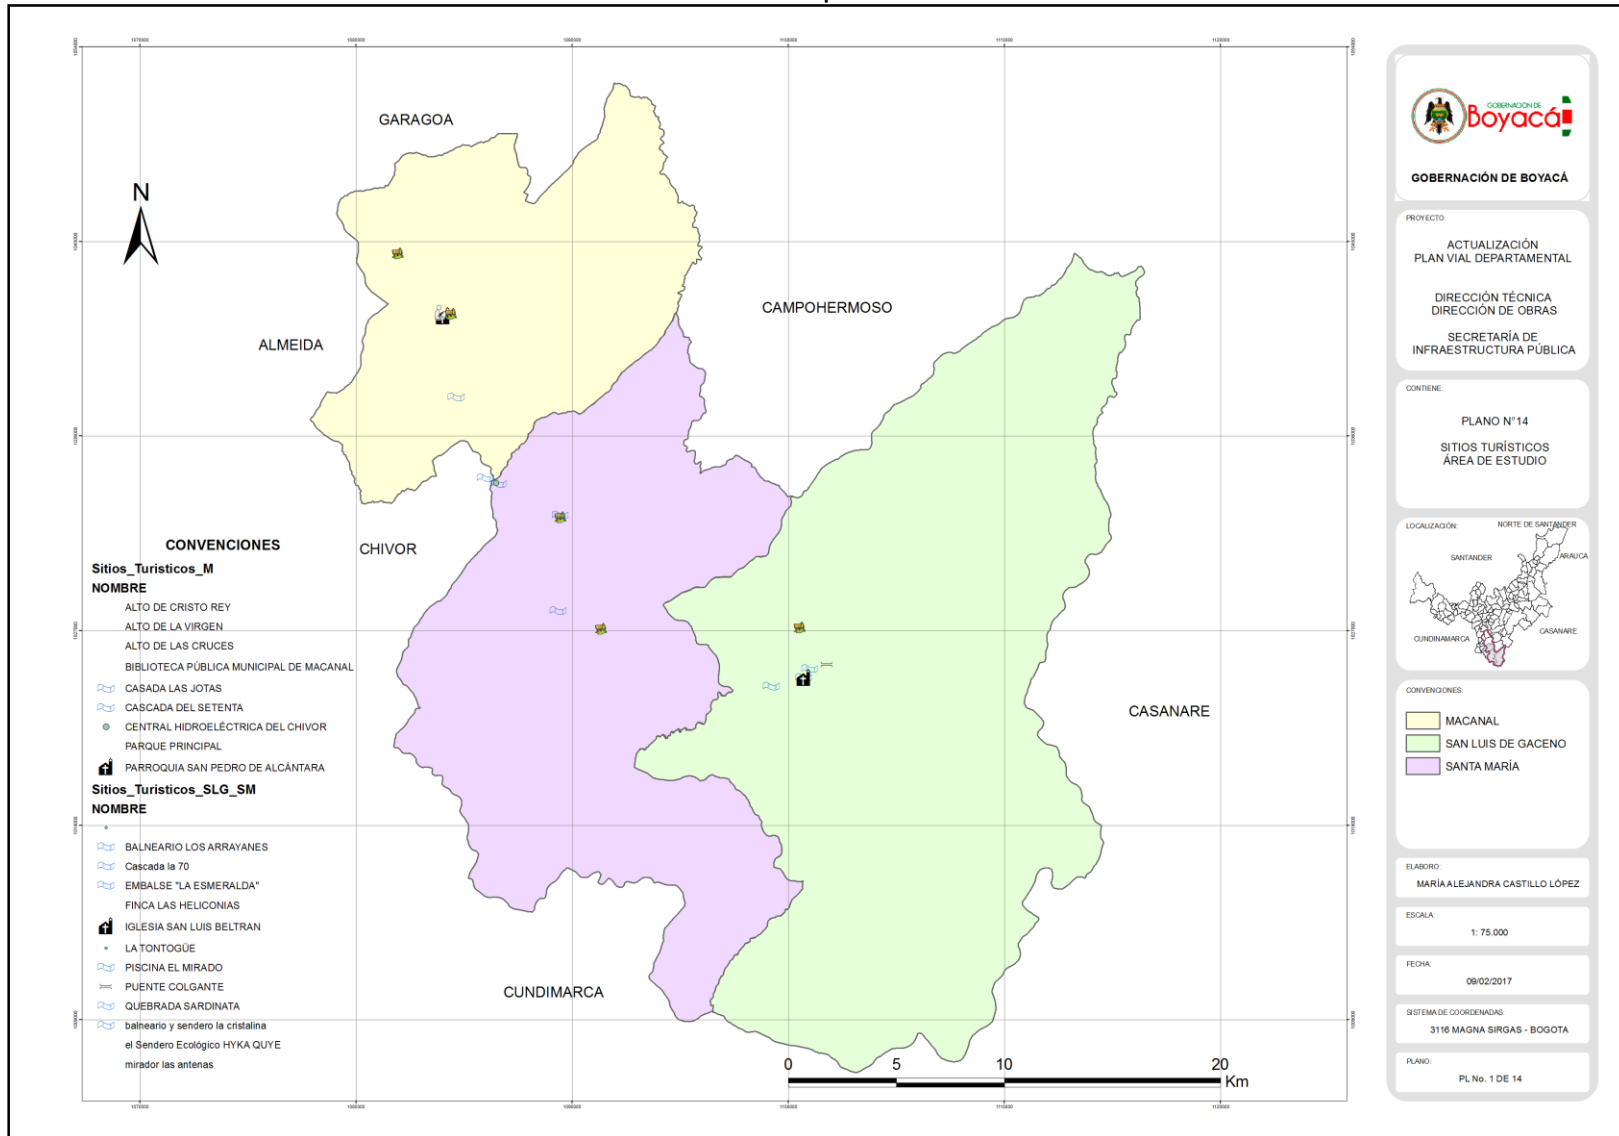 GARAGOA
N
CAMPOHERMOSO
ALMEIDA
CHIVOR
CASANARE
CUNDIMARCA
CONVENCIONES
Sitios_Turisticos_M
NOMBRE
ALTO DE CRISTO REY
ALTO DE LA VIRGEN
ALTO DE LAS CRUCES
BIBLIOTECA PÚBLICA MUNICIPAL DE MACANAL
CASADA LAS JOTAS
CASCADA DEL SETENTA
CENTRAL HIDROELÉCTRICA DEL CHIVOR
PARQUE PRINCIPAL
PARROQUIA SAN PEDRO DE ALCÁNTARA
Sitios_Turisticos_SLG_SM
NOMBRE
BALNEARIO LOS ARRAYANES
Cascada la 70
EMBALSE "LA ESMERALDA"
FINCA LAS HELICONIAS
IGLESIA SAN LUIS BELTRAN
LA TONTOGÜE
PISCINA EL MIRADO
PUENTE COLGANTE
QUEBRADA SARDINATA
balneario y sendero la cristalina
el Sendero Ecológico HYKA QUYE
mirador las antenas
0 5 10 20
Km
GOBERNACIÓN DE
Boyacá
GOBERNACIÓN DE BOYACÁ
PROYECTO:
ACTUALIZACIÓN
PLAN VIAL DEPARTAMENTAL
DIRECCIÓN TÉCNICA
DIRECCIÓN DE OBRAS
SECRETARÍA DE
INFRAESTRUCTURA PÚBLICA
CONTIENE:
PLANO N°14
SITIOS TURÍSTICOS
ÁREA DE ESTUDIO
LOCALIZACIÓN:
NORTE DE SANTANDER
SANTANDER
ARAUCA
CUNDINAMARCA
CASANARE
CONVENCIONES:
MACANAL
SAN LUIS DE GACENO
SANTA MARÍA
ELABORO:
MARÍA ALEJANDRA CASTILLO LÓPEZ
ESCALA:
1: 75.000
FECHA:
09/02/2017
SISTEMA DE COORDENADAS:
3116 MAGNA SIRGAS - BOGOTA
PLANO:
PL No. 1 DE 14